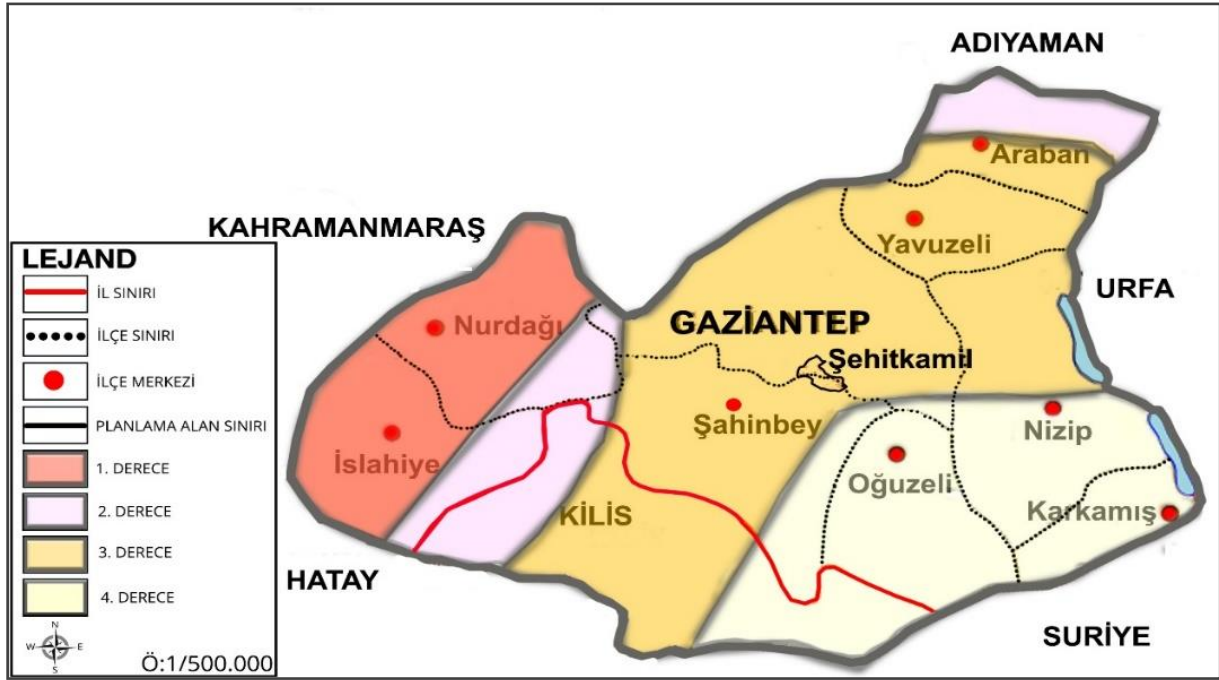 ADIYAMAN
Araban
KAHRAMANMARAŞ
Yavuzeli
URFA
Nurdağı
GAZİANTEP
Şehitkamil
Şahinbey
Nizip
İslahiye
Oğuzeli
KİLİS
Karkamış
HATAY
SURİYE
LEJAND
İL SINIRI
İLÇE SINIRI
İLÇE MERKEZİ
PLANLAMA ALAN SINIRI
1. DERECE
2. DERECE
3. DERECE
4. DERECE
N
W E
S
Ö:1/500.000